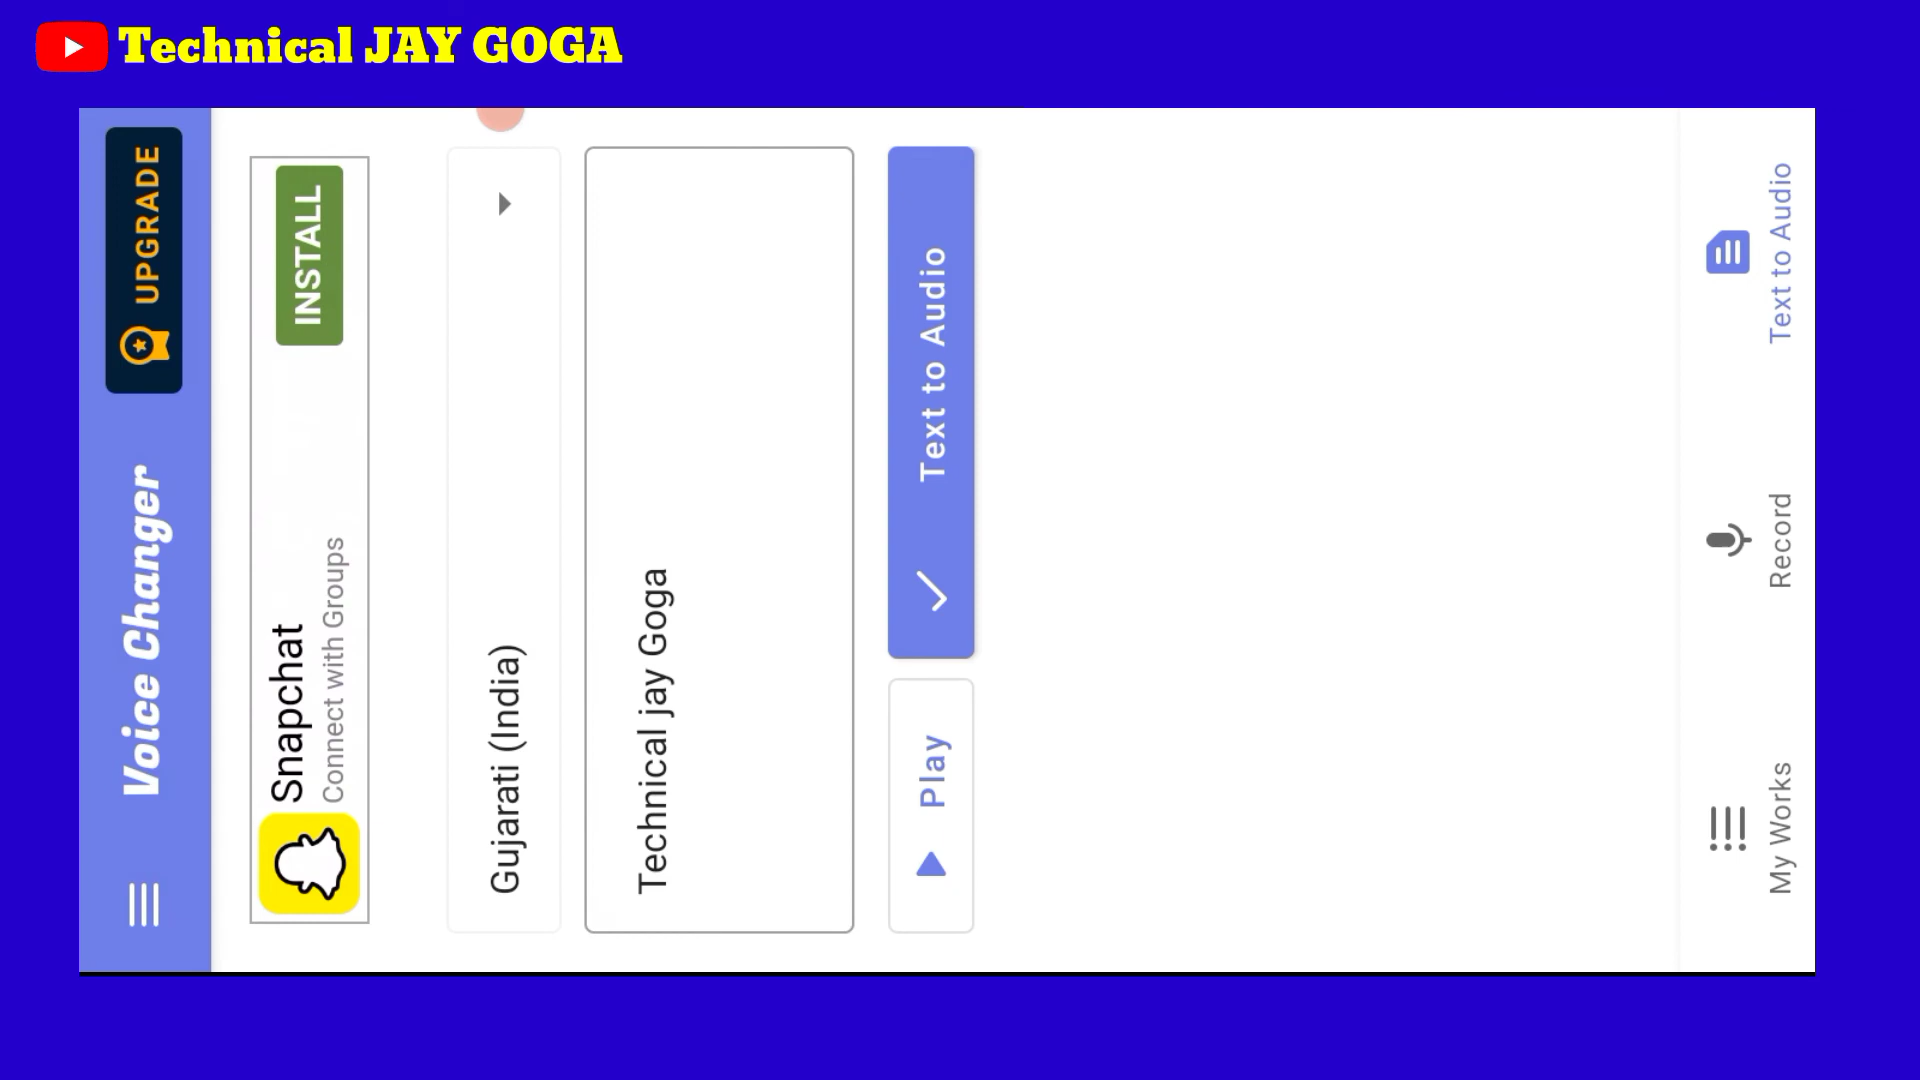 Technical JAY GOGA
Voice Changer
UPGRADE
Snapchat
Connect with Groups
INSTALL
Gujarati (India)
Technical jay Goga
Play
Text to Audio
My Works
Record
Text to Audio